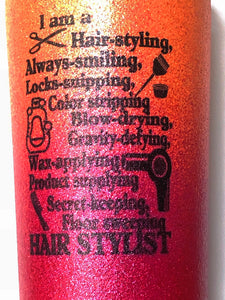 I am a
Hair-styling,
Always-smiling,
Locks-snipping,
Color stripping
Blow-drying,
Gravity-defying,
Wax-applying
Product supplying
Secret-keeping,
Floor sweeping
HAIR STYLIST